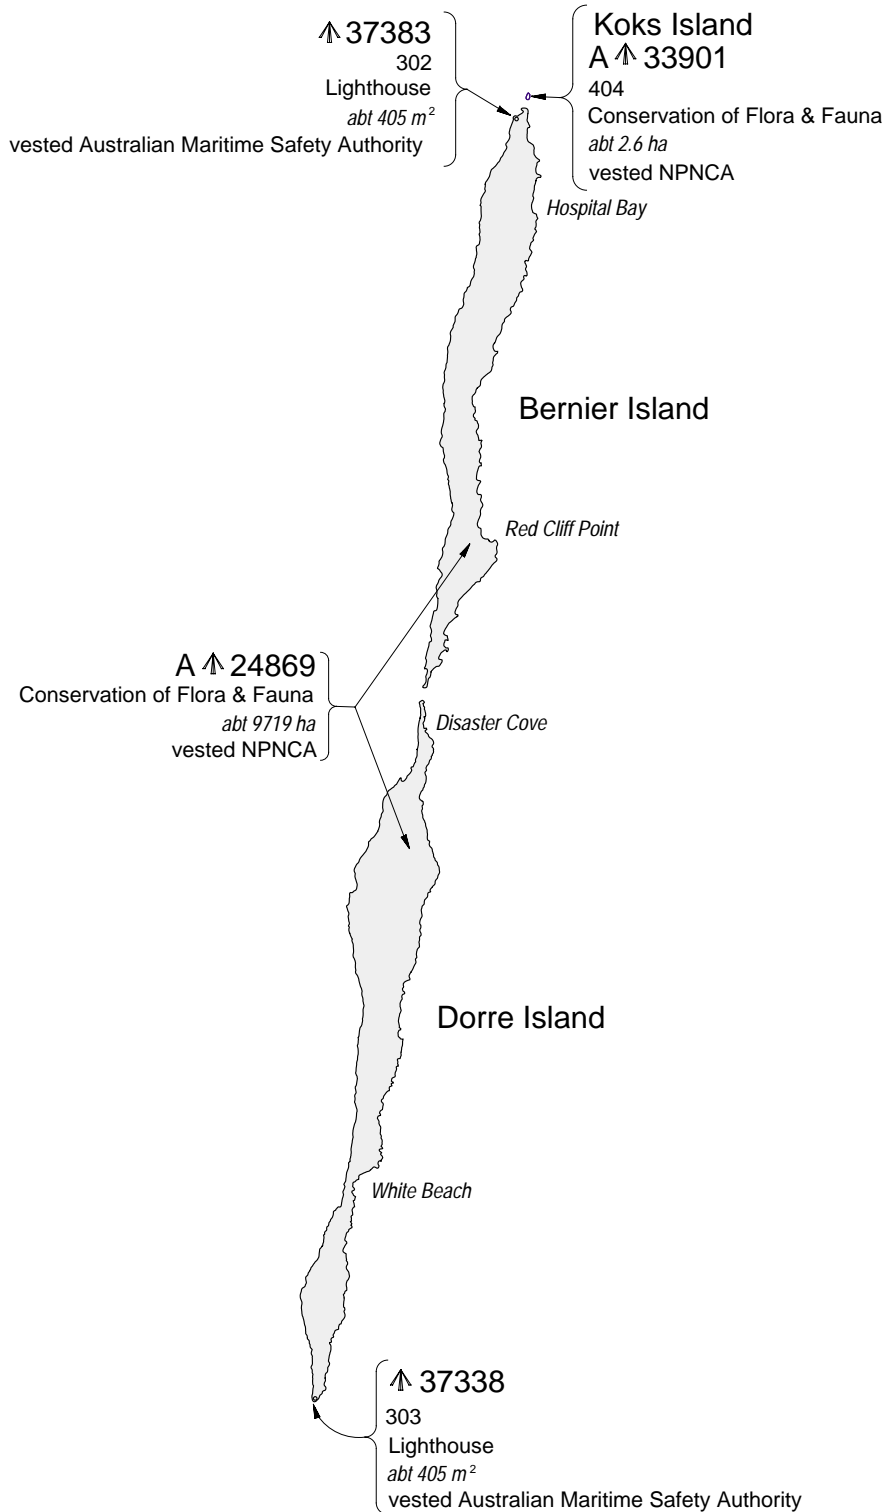 37383
302
Lighthouse
abt 405 m²
vested Australian Maritime Safety Authority
Koks Island
A 33901
404
Conservation of Flora & Fauna
abt 2.6 ha
vested NPNCA
Hospital Bay
Bernier Island
Red Cliff Point
A 24869
Conservation of Flora & Fauna
abt 9719 ha
vested NPNCA
Disaster Cove
Dorre Island
White Beach
37338
303
Lighthouse
abt 405 m²
vested Australian Maritime Safety Authority